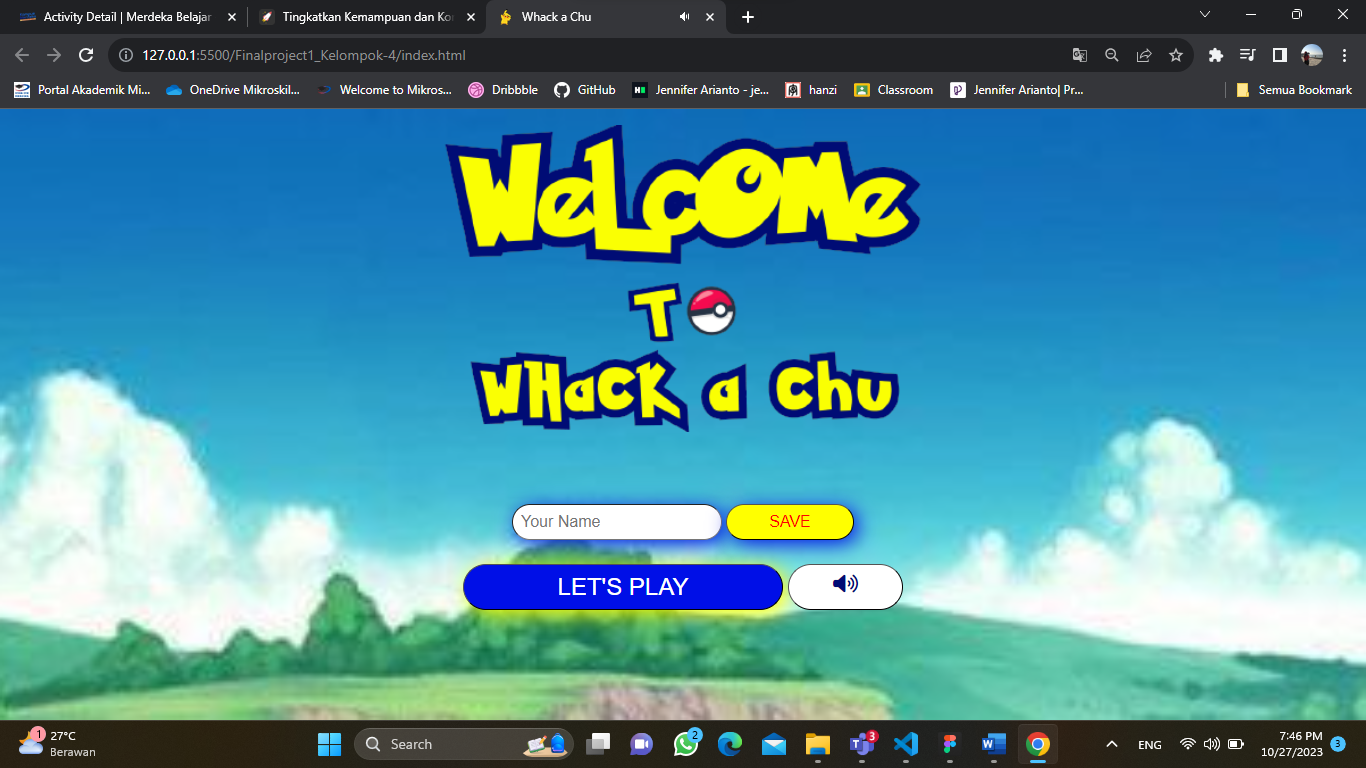 Activity Detail | Merdeka Belajar
Tingkatkan Kemampuan dan Kor
Whack a Chu
127.0.0.1:5500/Finalproject1_Kelompok-4/index.html
Portal Akademik Mi...
OneDrive Mikroskil...
Welcome to Mikros...
Dribbble
GitHub
Jennifer Arianto - je...
hanzi
Classroom
Jennifer Arianto| Pr...
Semua Bookmark
WeLcOMe
T
WHacK a Chu
Your Name
SAVE
LET'S PLAY
1
27°C
Berawan
Search
2
3
ENG
7:46 PM
10/27/2023
3